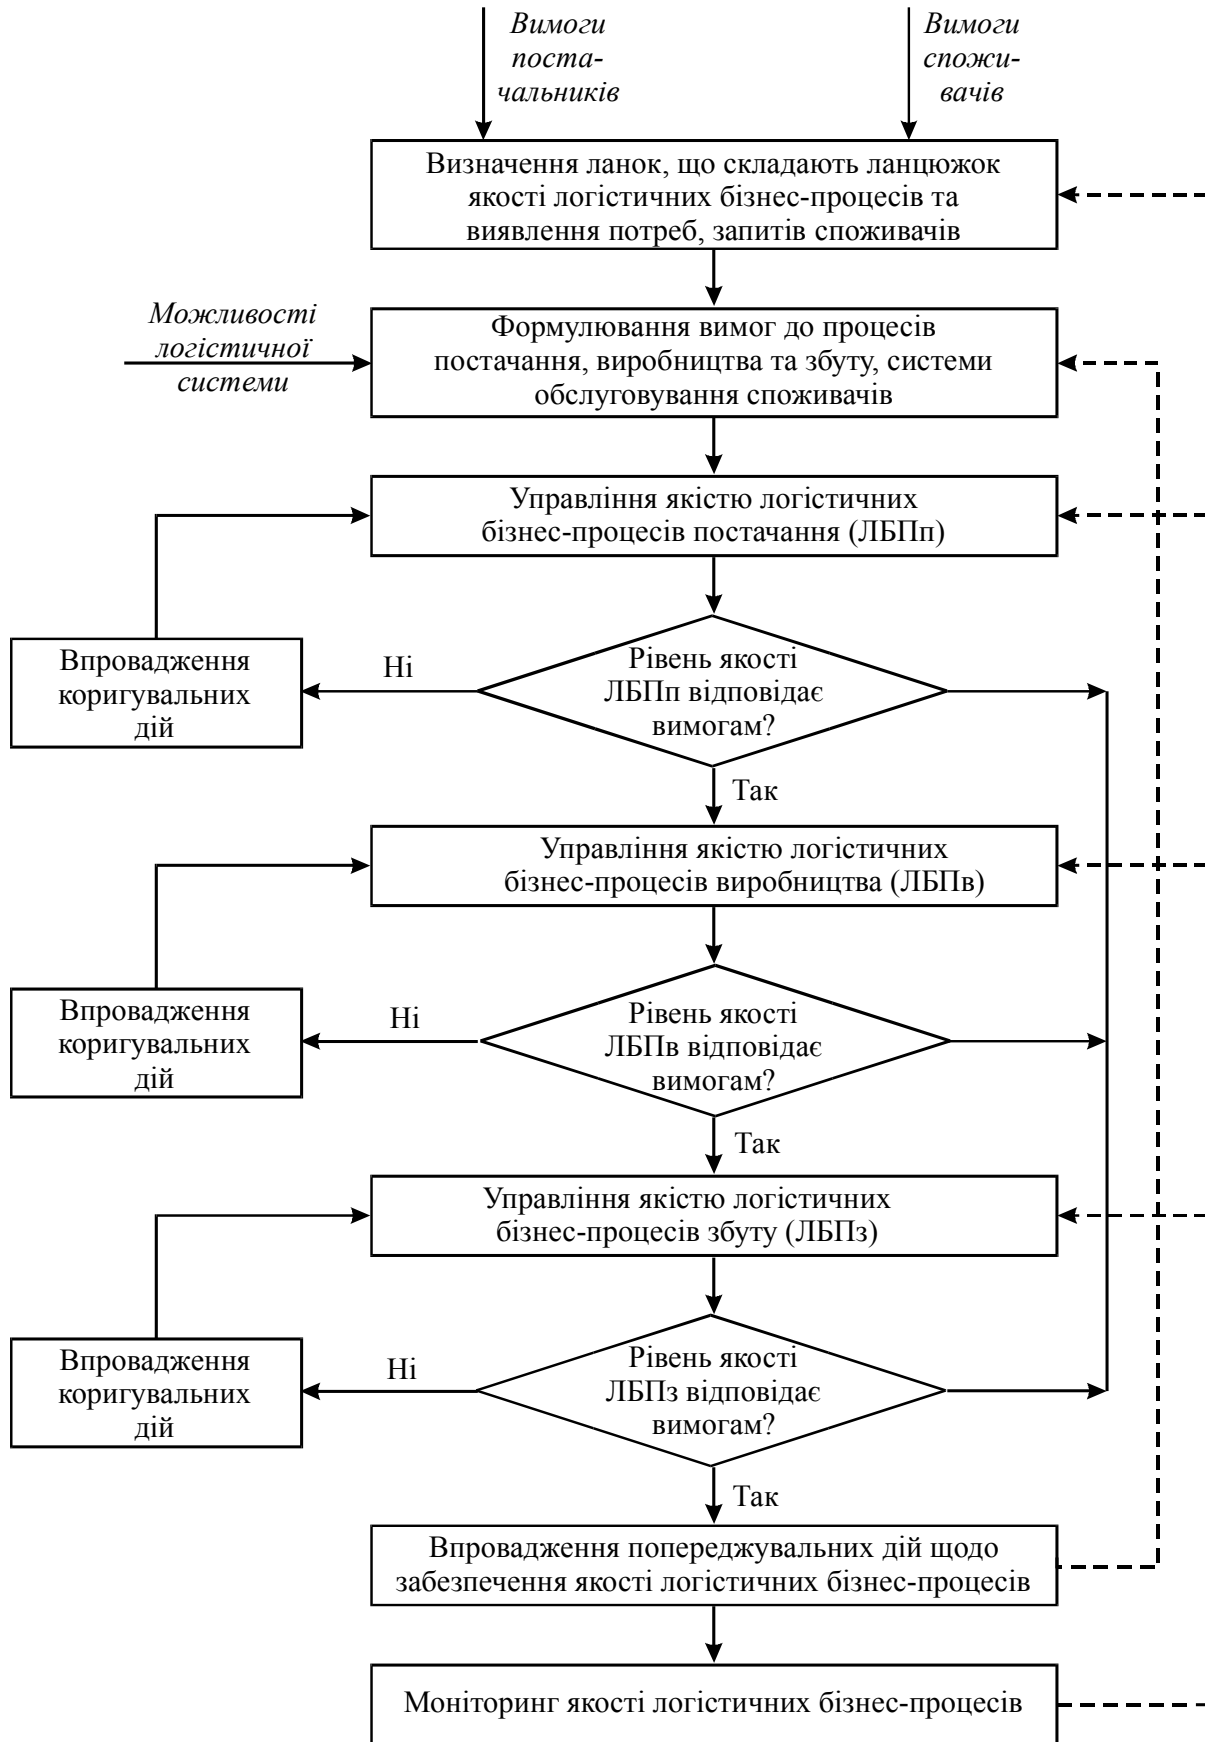 Вимоги
поста-
чальників
Вимоги
спожи-
вачів
Визначення ланок, що складають ланцюжок
якості логістичних бізнес-процесів та
виявлення потреб, запитів споживачів
Можливості
логістичної
системи
Формулювання вимог до процесів
постачання, виробництва та збуту, системи
обслуговування споживачів
Управління якістю логістичних
бізнес-процесів постачання (ЛБПп)
Впровадження
коригувальних
дій
Ні
Рівень якості
ЛБПп відповідає
вимогам?
Так
Управління якістю логістичних
бізнес-процесів виробництва (ЛБПв)
Впровадження
коригувальних
дій
Ні
Рівень якості
ЛБПв відповідає
вимогам?
Так
Управління якістю логістичних
бізнес-процесів збуту (ЛБПз)
Впровадження
коригувальних
дій
Ні
Рівень якості
ЛБПз відповідає
вимогам?
Так
Впровадження попереджувальних дій щодо
забезпечення якості логістичних бізнес-процесів
Моніторинг якості логістичних бізнес-процесів